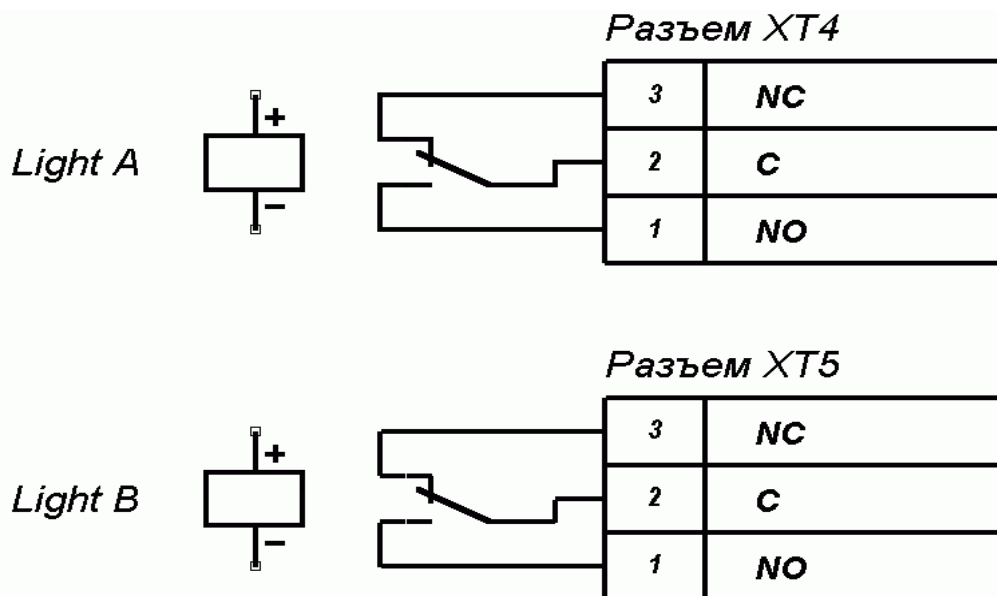 Разъем XT4
3 NC
+
Light A
2 C
–
1 NO
Разъем XT5
3 NC
+
Light B
2 C
–
1 NO